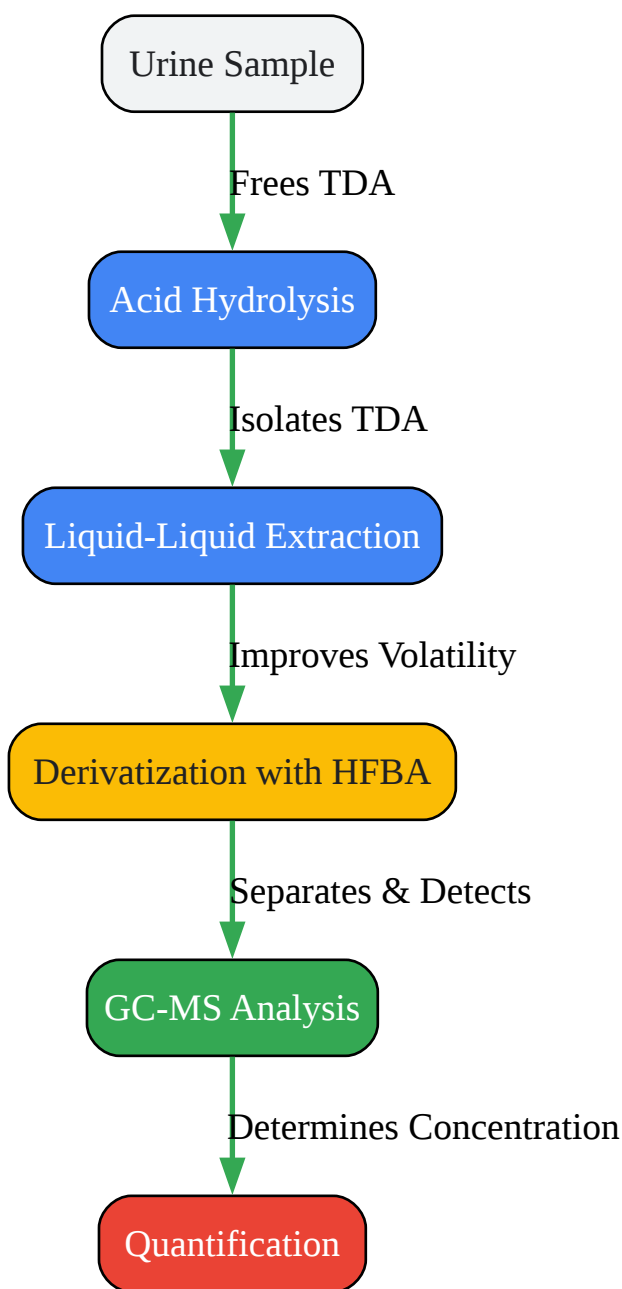 Urine Sample
Frees TDA
Acid Hydrolysis
Isolates TDA
Liquid-Liquid Extraction
Improves Volatility
Derivatization with HFBA
Separates & Detects
GC-MS Analysis
Determines Concentration
Quantification